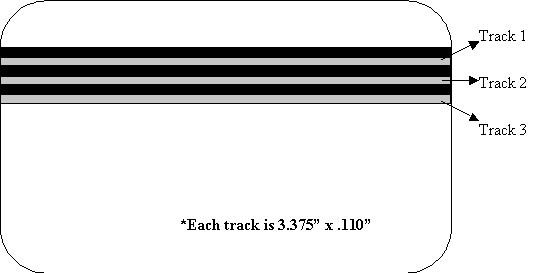 Track 1
Track 2
Track 3
*Each track is 3.375” x .110”